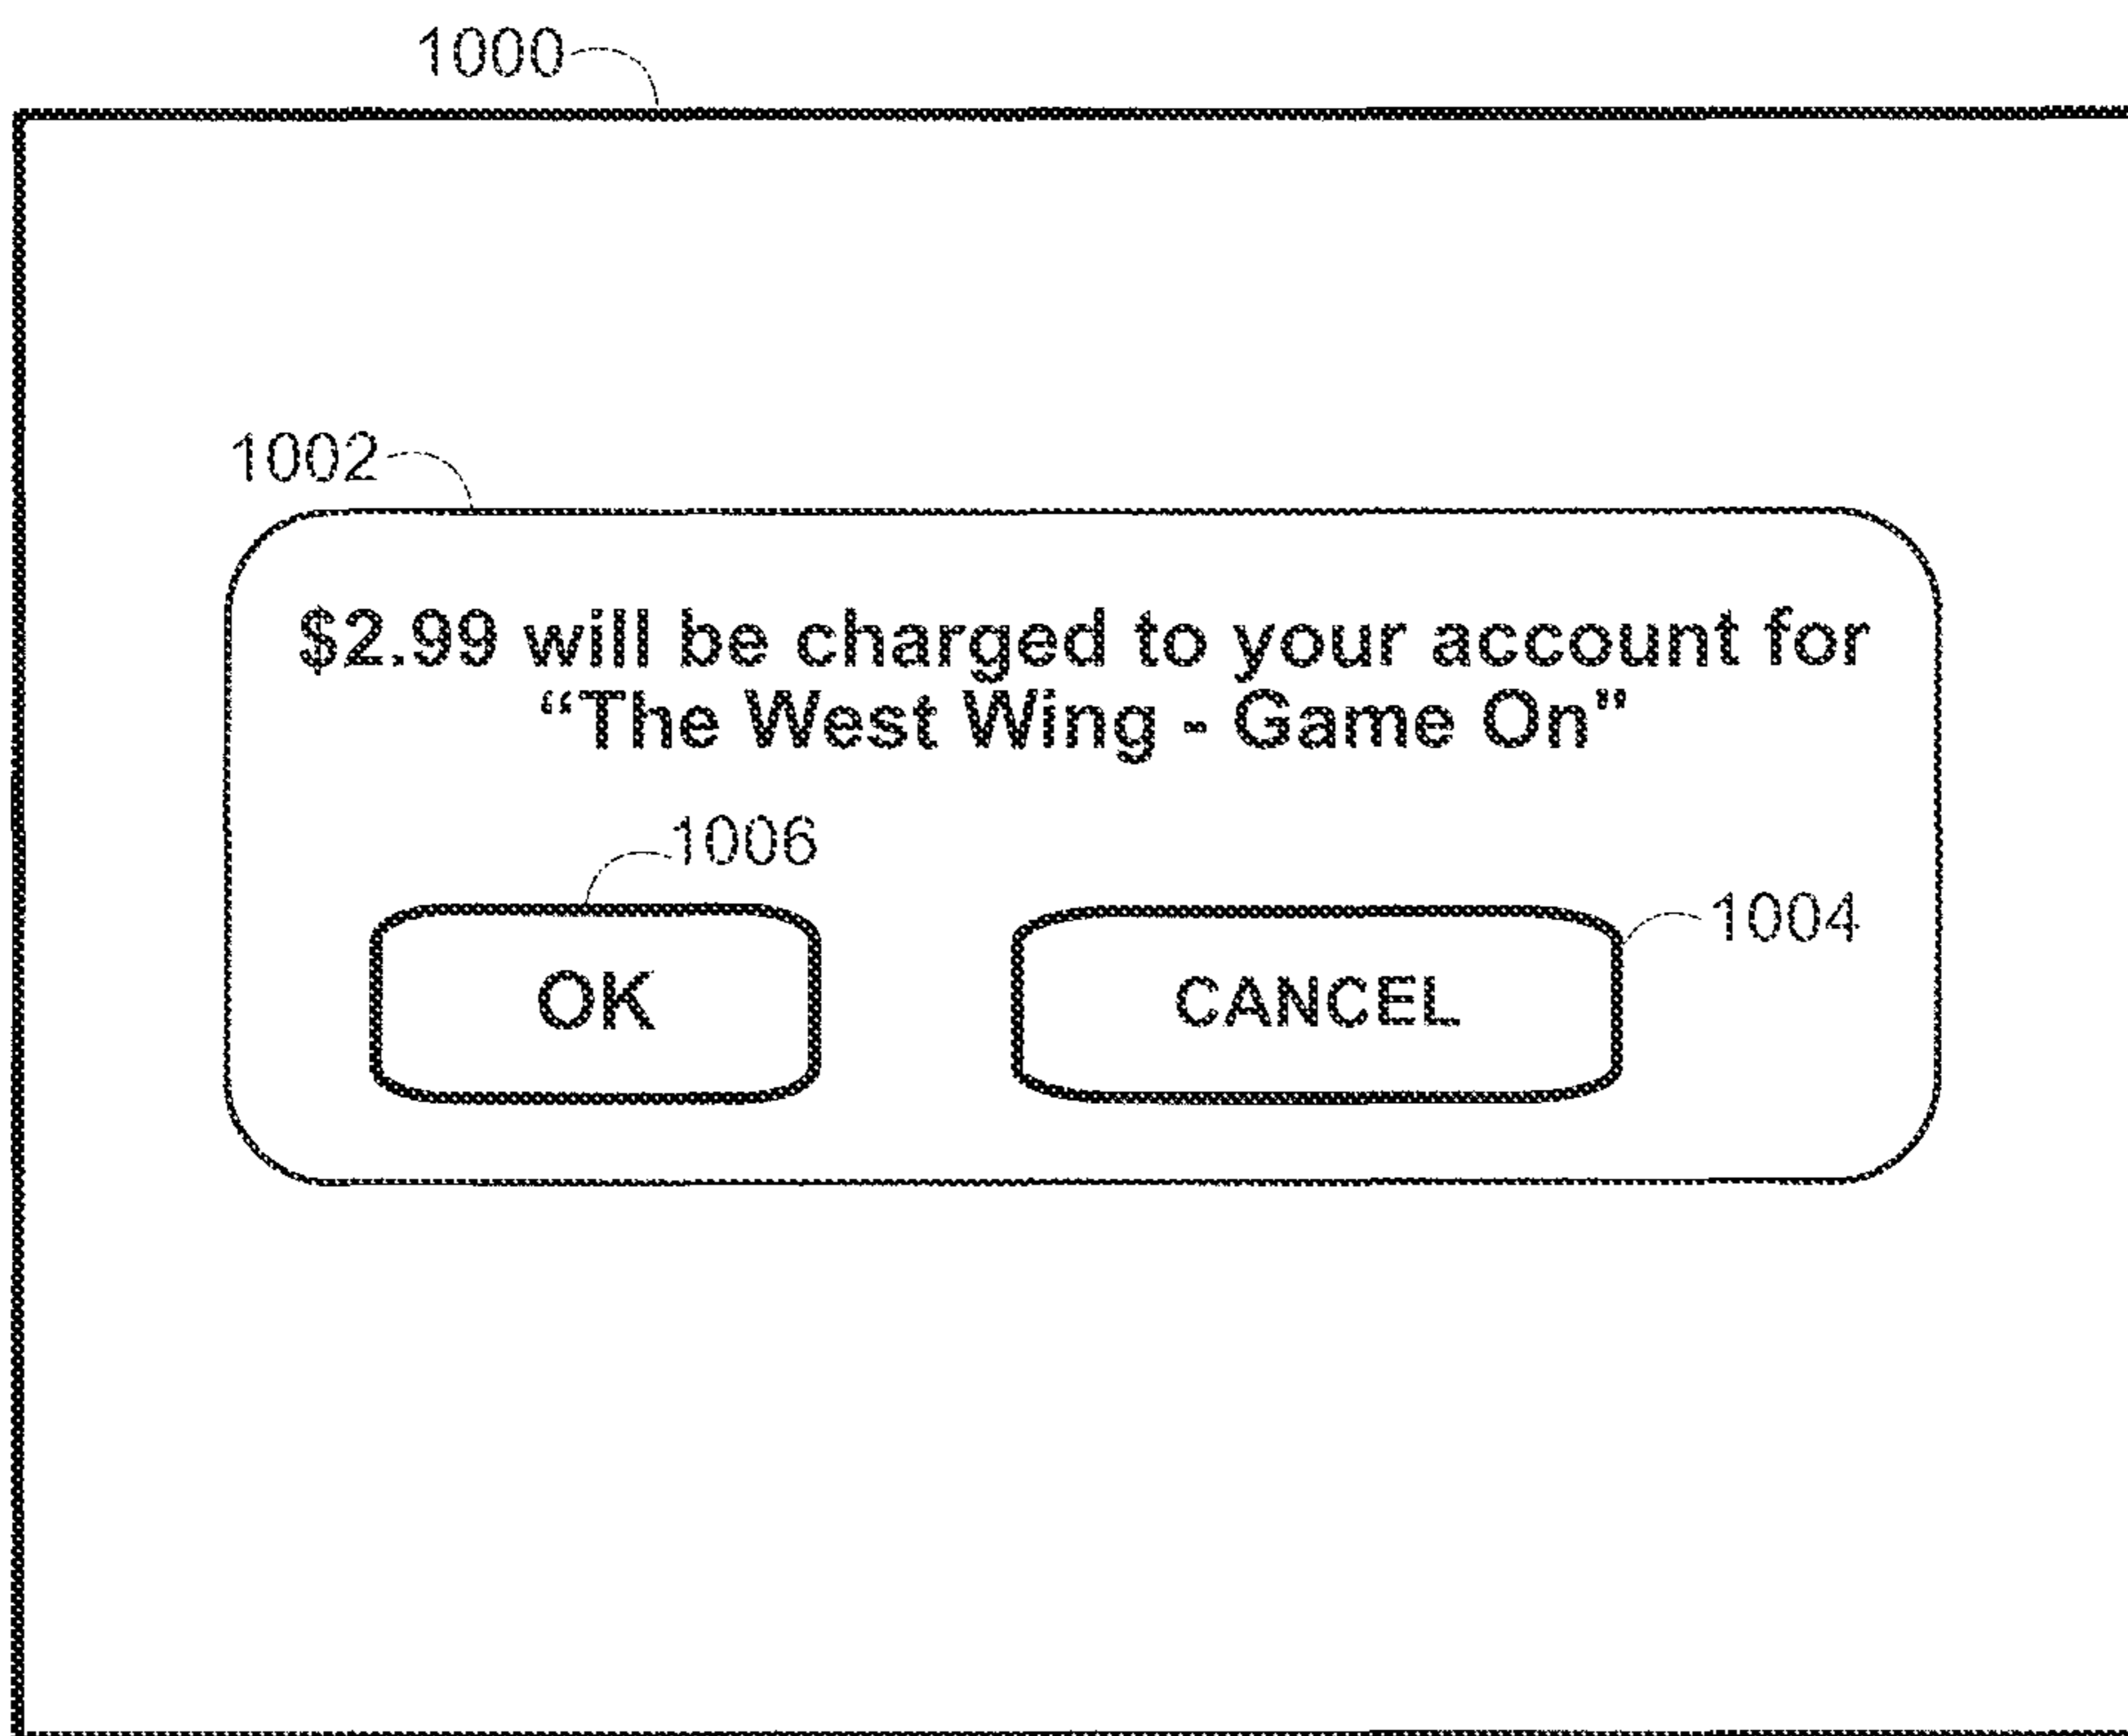 1000
1002
$2.99 will be charged to your account for
“The West Wing - Game On”
1006
1004
OK
CANCEL